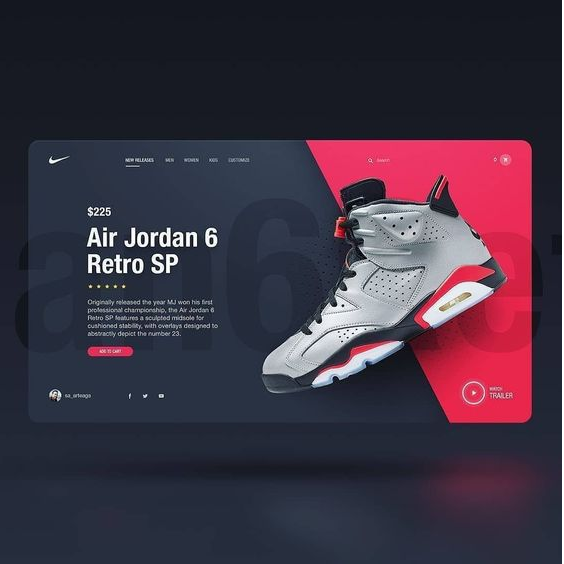 NEW RELEASES MEN WOMEN KIDS CUSTOMIZE
Search
0
$225
Air Jordan 6
Retro SP
Originally released the year MJ won his first
professional championship, the Air Jordan 6
Retro SP features a sculpted midsole for
cushioned stability, with overlays designed to
abstractly depict the number 23.
ADD TO CART
sa_arteaga
WATCH
TRAILER